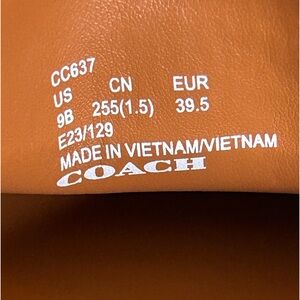 CC637
US CN EUR
9B 255(1.5) 39.5
E23/129
MADE IN VIETNAM/VIETNAM
COACH